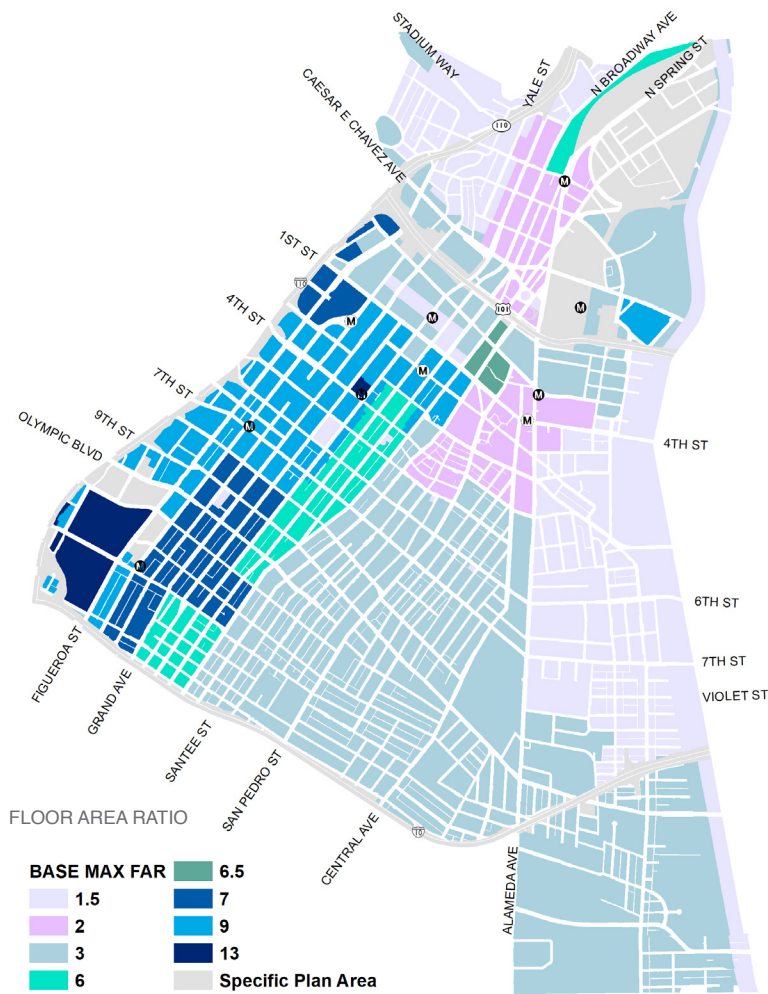 STADIUM WAY
CAESAR E CHAVEZ AVE
YALE ST
N BROADWAY AVE
N SPRING ST
110
M
1ST ST
110
4TH ST
M
M
101
M
M
7TH ST
M
M
M
9TH ST
OLYMPIC BLVD
4TH ST
M
6TH ST
7TH ST
VIOLET ST
FIGUEROA ST
GRAND AVE
SANTEE ST
SAN PEDRO ST
CENTRAL AVE
10
ALAMEDA AVE
FLOOR AREA RATIO
BASE MAX FAR
1.5
2
3
6
6.5
7
9
13
Specific Plan Area